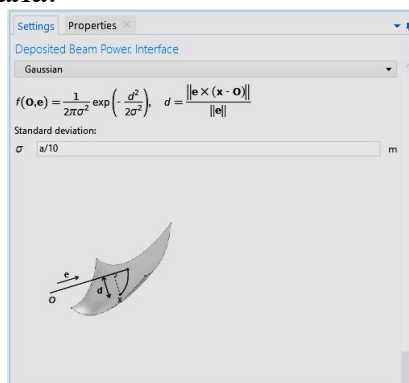 Settings Properties
Deposited Beam Power, Interface
Gaussian
f(O,e) = 1/(2πσ²) exp(-d²/(2σ²)), d = ||e × (x - O)||/||e||
Standard deviation:
σ a/10 m
e
O d x